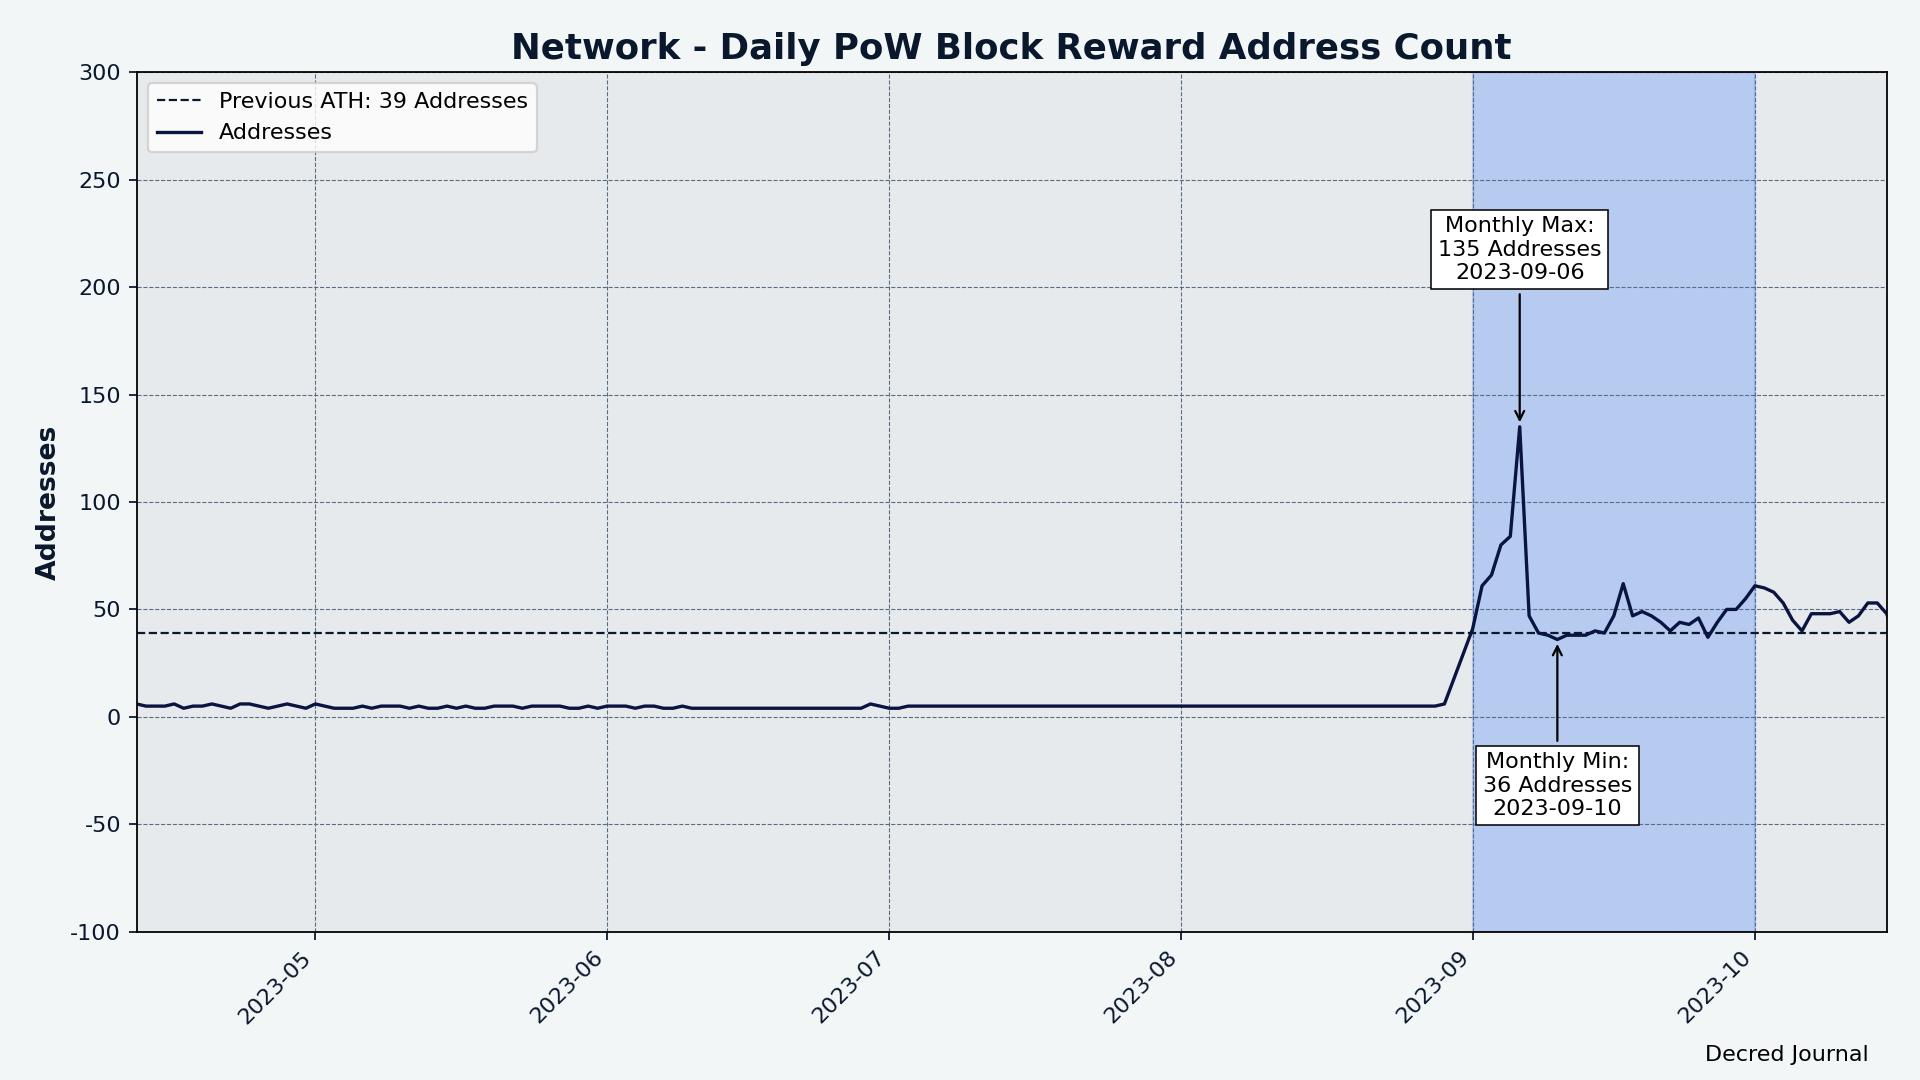 Network - Daily PoW Block Reward Address Count
Previous ATH: 39 Addresses
Addresses
300
250
200
150
100
50
0
-50
-100
Addresses
Monthly Max:
135 Addresses
2023-09-06
Monthly Min:
36 Addresses
2023-09-10
2023-05
2023-06
2023-07
2023-08
2023-09
2023-10
Decred Journal